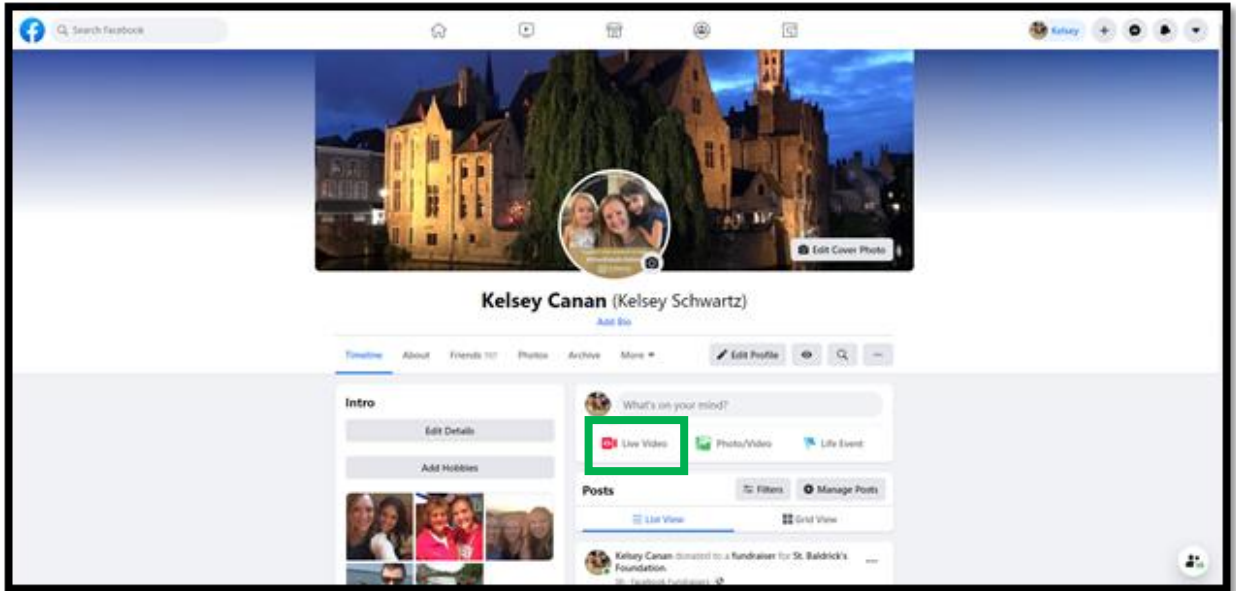 Search Facebook
Kelsey
Edit Cover Photo
Kelsey Canan (Kelsey Schwartz)
Add Bio
Timeline About Friends Photos Archive More Edit Profile
Intro
Edit Details
Add Hobbies
What's on your mind?
Live Video Photo/Video Life Event
Posts Filters Manage Posts
List View Grid View
Kelsey Canan donated to a fundraiser for St. Baldrick's
Foundation.